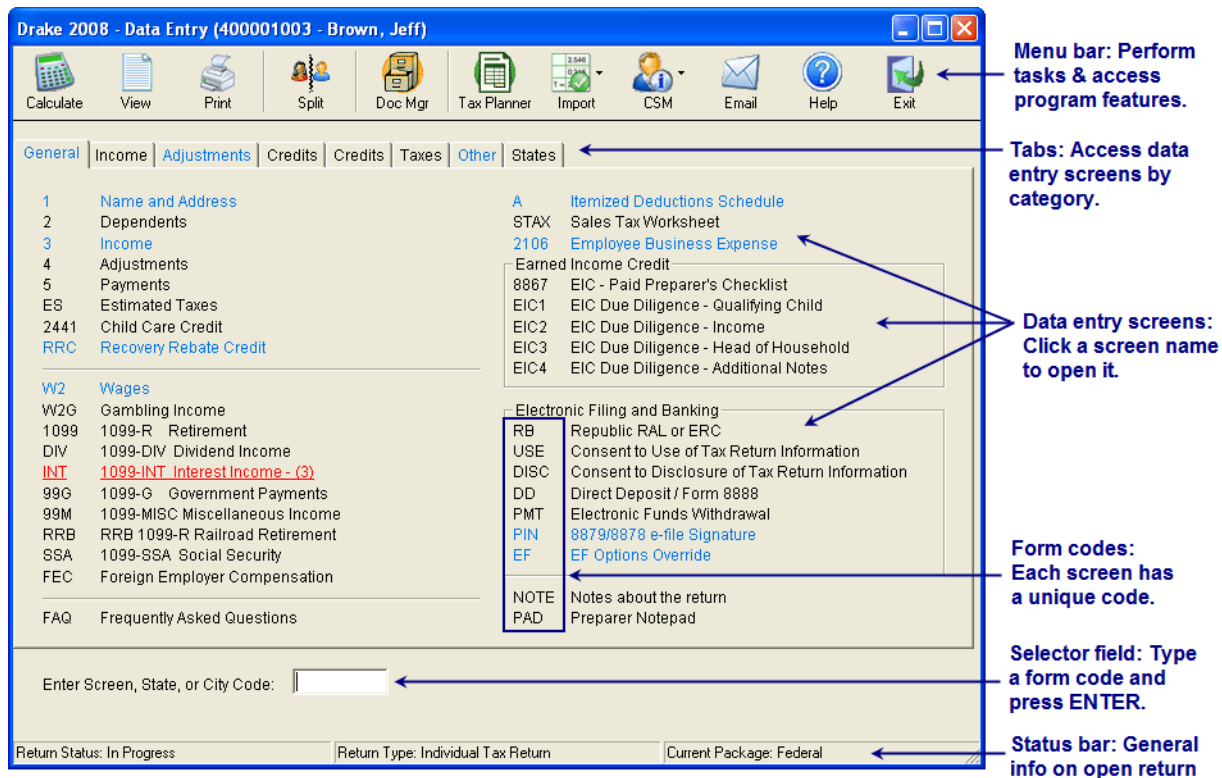 Drake 2008 - Data Entry (400001003 - Brown, Jeff)
Calculate View Print Split Doc Mgr Tax Planner Import CSM Email Help Exit
Menu bar: Perform
tasks & access
program features.
General Income Adjustments Credits Credits Taxes Other States
Tabs: Access data
entry screens by
category.
1 Name and Address
2 Dependents
3 Income
4 Adjustments
5 Payments
ES Estimated Taxes
2441 Child Care Credit
RRC Recovery Rebate Credit
W2 Wages
W2G Gambling Income
1099 1099-R Retirement
DIV 1099-DIV Dividend Income
INT 1099-INT Interest Income - (3)
99G 1099-G Government Payments
99M 1099-MISC Miscellaneous Income
RRB RRB 1099-R Railroad Retirement
SSA 1099-SSA Social Security
FEC Foreign Employer Compensation
FAQ Frequently Asked Questions
A Itemized Deductions Schedule
STAX Sales Tax Worksheet
2106 Employee Business Expense
Earned Income Credit
8867 EIC - Paid Preparer's Checklist
EIC1 EIC Due Diligence - Qualifying Child
EIC2 EIC Due Diligence - Income
EIC3 EIC Due Diligence - Head of Household
EIC4 EIC Due Diligence - Additional Notes
Electronic Filing and Banking
RB Republic RAL or ERC
USE Consent to Use of Tax Return Information
DISC Consent to Disclosure of Tax Return Information
DD Direct Deposit / Form 8888
PMT Electronic Funds Withdrawal
PIN 8879/8878 e-file Signature
EF EF Options Override
NOTE Notes about the return
PAD Preparer Notepad
Data entry screens:
Click a screen name
to open it.
Form codes:
Each screen has
a unique code.
Enter Screen, State, or City Code:
Selector field: Type
a form code and
press ENTER.
Return Status: In Progress Return Type: Individual Tax Return Current Package: Federal
Status bar: General
info on open return